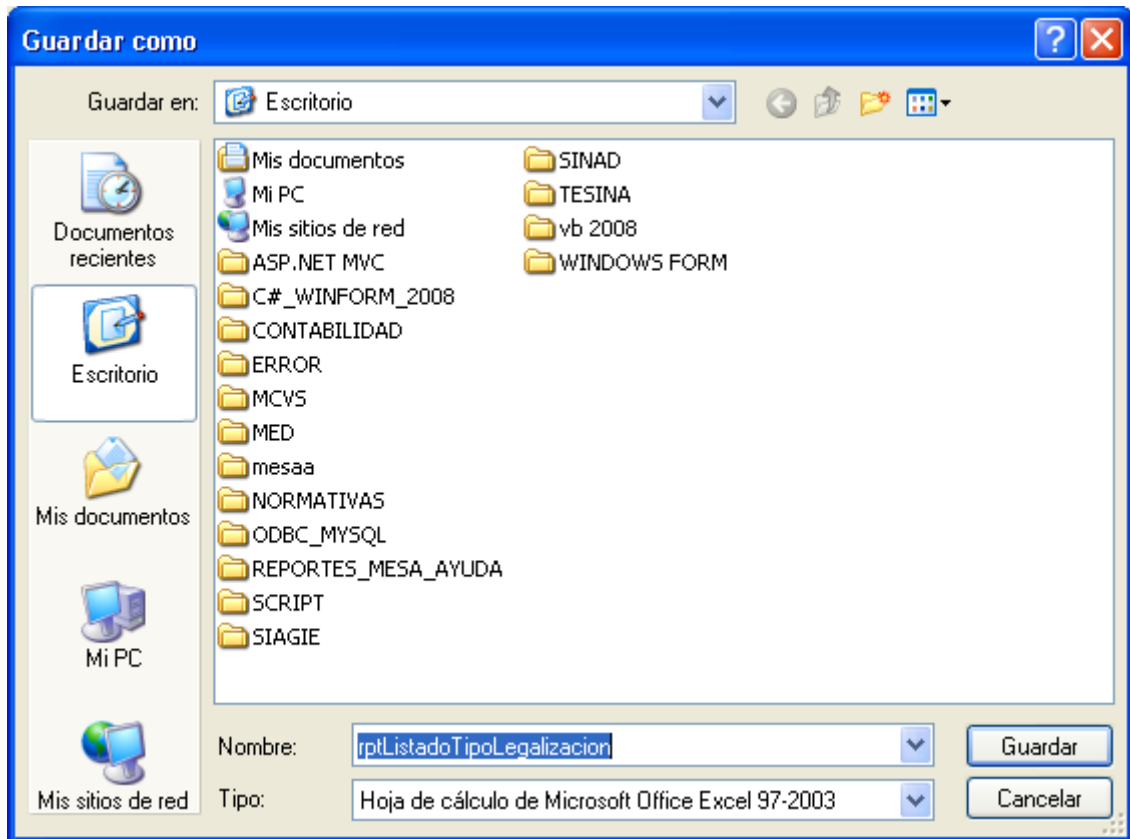 Guardar como
Guardar en:
Escritorio
Documentos
recientes
Escritorio
Mis documentos
Mi PC
Mis sitios de red
Mis documentos
Mi PC
Mis sitios de red
ASP.NET MVC
C#_WINFORM_2008
CONTABILIDAD
ERROR
MCVS
MED
mesaa
NORMATIVAS
ODBC_MYSQL
REPORTES_MESA_AYUDA
SCRIPT
SIAGIE
SINAD
TESINA
vb 2008
WINDOWS FORM
Nombre:
rptListadoTipoLegalizacion
Guardar
Tipo:
Hoja de cálculo de Microsoft Office Excel 97-2003
Cancelar